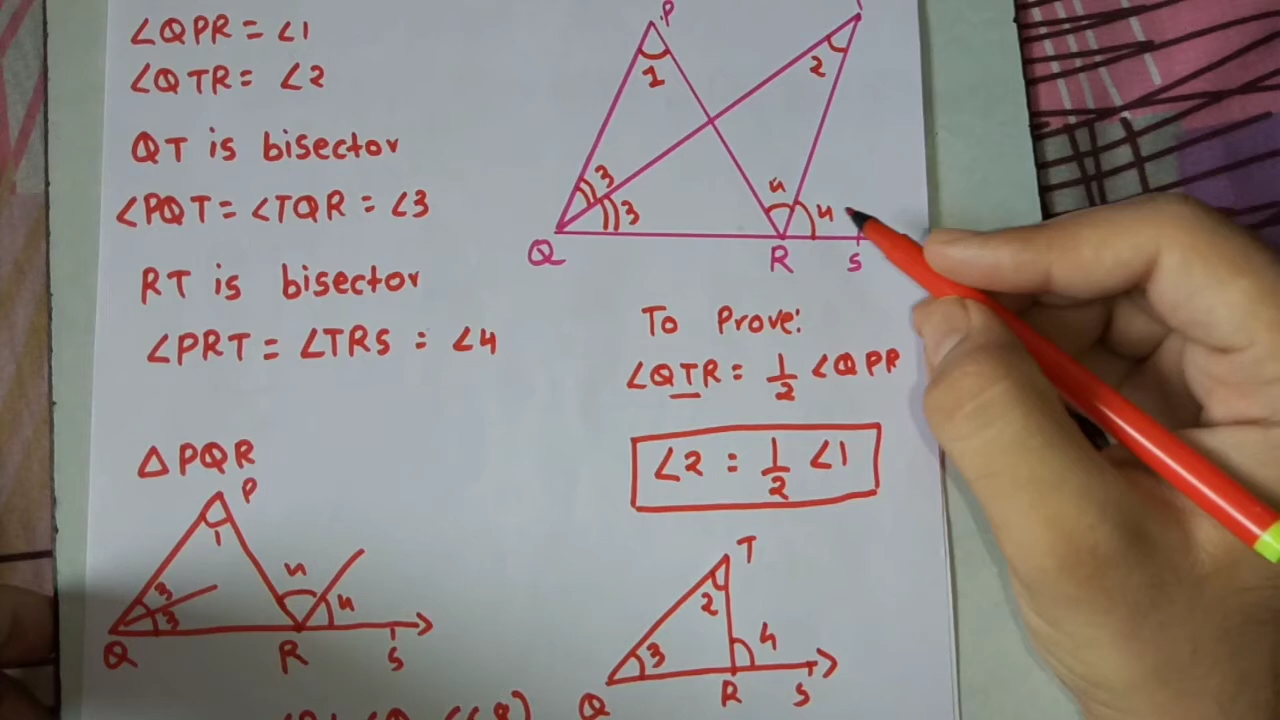 ∠QPR = ∠1
∠QTR = ∠2
QT is bisector
∠PQT = ∠TQR = ∠3
RT is bisector
∠PRT = ∠TRS = ∠4
P
1
2
3
3
4
4
Q
R
S
To Prove:
∠QTR = 1/2 ∠QPR
∠2 = 1/2 ∠1
△PQR
P
1
3
3
4
4
Q
R
S
T
2
3
4
Q
R
S